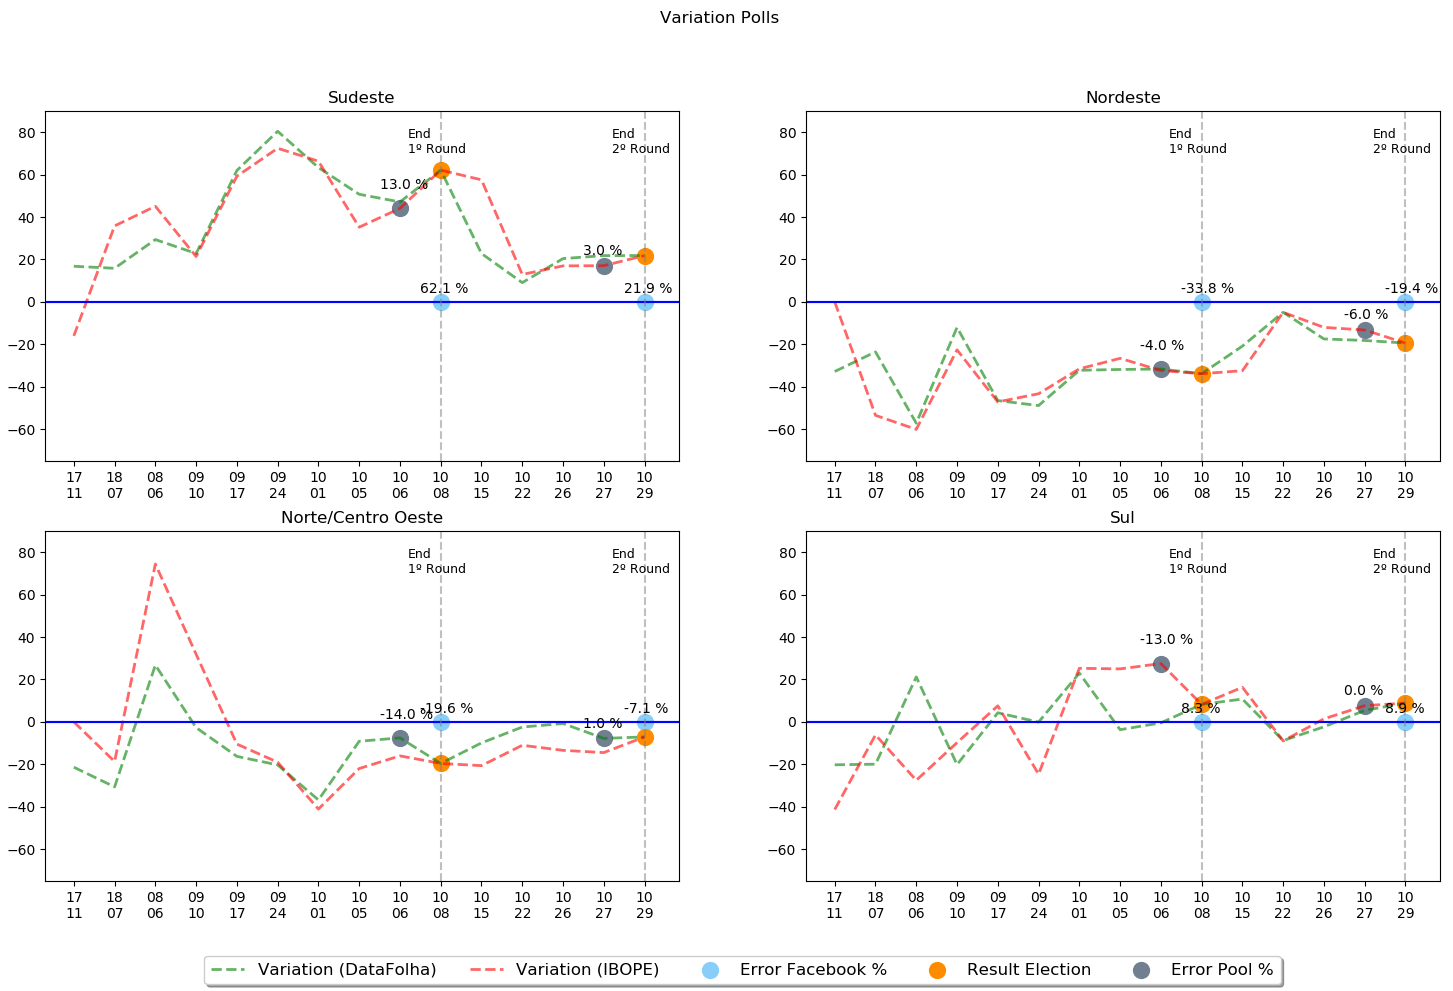 Variation Polls
Sudeste
80
60
40
20
0
−20
−40
−60
End
1º Round
End
2º Round
13.0 %
3.0 %
62.1 %
21.9 %
17 18 08 09 09 09 10 10 10 10 10 10 10 10 10
11 07 06 10 17 24 01 05 06 08 15 22 26 27 29
Nordeste
80
60
40
20
0
−20
−40
−60
End
1º Round
End
2º Round
-33.8 %
-19.4 %
-6.0 %
-4.0 %
17 18 08 09 09 09 10 10 10 10 10 10 10 10 10
11 07 06 10 17 24 01 05 06 08 15 22 26 27 29
Norte/Centro Oeste
80
60
40
20
0
−20
−40
−60
End
1º Round
End
2º Round
-14.0 %
-19.6 %
-7.1 %
1.0 %
17 18 08 09 09 09 10 10 10 10 10 10 10 10 10
11 07 06 10 17 24 01 05 06 08 15 22 26 27 29
Sul
80
60
40
20
0
−20
−40
−60
End
1º Round
End
2º Round
-13.0 %
0.0 %
8.3 %
8.9 %
17 18 08 09 09 09 10 10 10 10 10 10 10 10 10
11 07 06 10 17 24 01 05 06 08 15 22 26 27 29
Variation (DataFolha) Variation (IBOPE) Error Facebook % Result Election Error Pool %